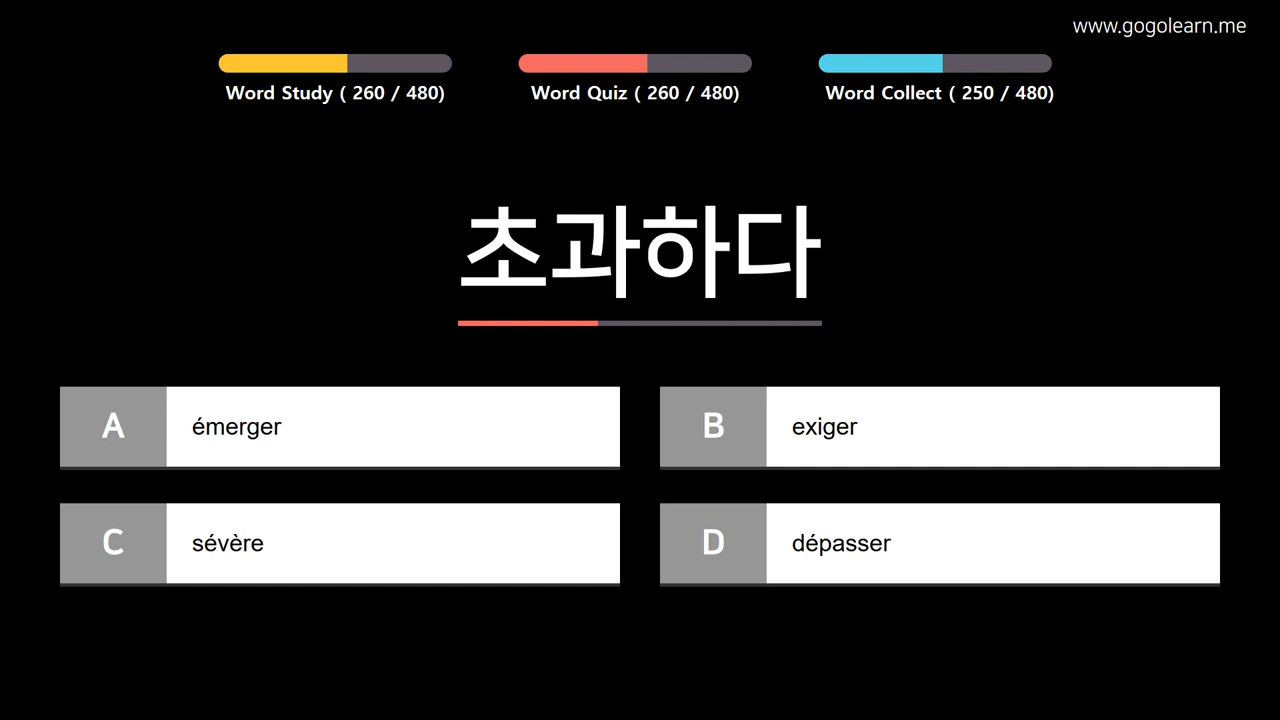 www.gogolearn.me
Word Study ( 260 / 480)
Word Quiz ( 260 / 480)
Word Collect ( 250 / 480)
초과하다
A émerger
B exiger
C sévère
D dépasser